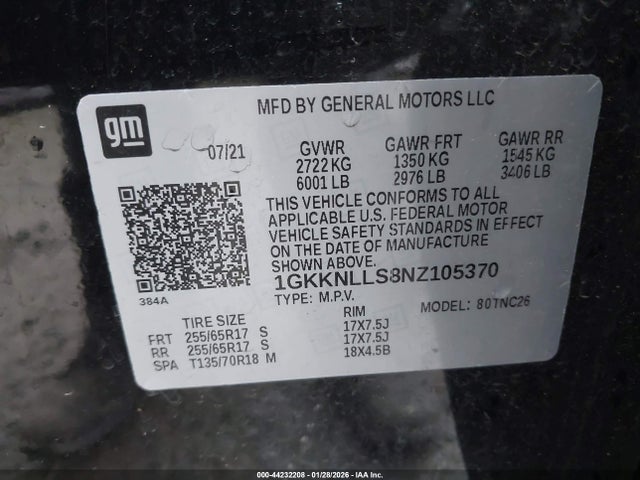 MFD BY GENERAL MOTORS LLC
gm
07/21
GVWR GAWR FRT GAWR RR
2722 KG 1350 KG 1545 KG
6001 LB 2976 LB 3406 LB
THIS VEHICLE CONFORMS TO ALL
APPLICABLE U.S. FEDERAL MOTOR
VEHICLE SAFETY STANDARDS IN EFFECT
ON THE DATE OF MANUFACTURE
SHOWN ABOVE.
384A
1GKKNLLS8NZ105370
TYPE: M.P.V. MODEL: 80TNC26
TIRE SIZE RIM
FRT 255/65R17 S 17X7.5J
RR 255/65R17 S 17X7.5J
SPA T135/70R18 M 18X4.5B
000-44232208 - 01/28/2026 - IAA Inc.